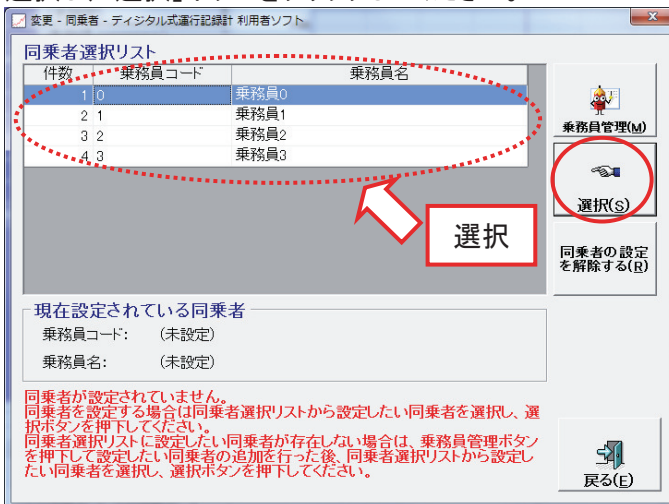 変更 - 同乗者 - ディジタル式運行記録計 利用者ソフト
同乗者選択リスト
件数 乗務員コード 乗務員名
1 0 乗務員0
2 1 乗務員1
3 2 乗務員2
4 3 乗務員3
乗務員管理(M)
選択(S)
選択
同乗者の設定
を解除する(R)
現在設定されている同乗者
乗務員コード: (未設定)
乗務員名: (未設定)
同乗者が設定されていません。
同乗者を設定する場合は同乗者選択リストから設定したい同乗者を選択し、選
択ボタンを押下してください。
同乗者選択リストに設定したい同乗者が存在しない場合は、乗務員管理ボタン
を押下して設定したい同乗者の追加を行った後、同乗者選択リストから設定し
たい同乗者を選択し、選択ボタンを押下してください。
戻る(E)